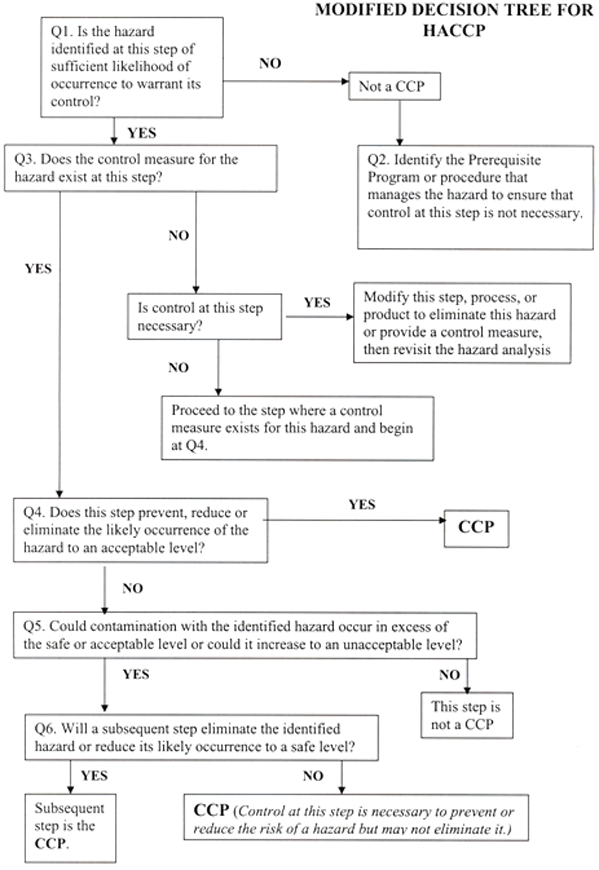 MODIFIED DECISION TREE FOR
HACCP
Q1. Is the hazard
identified at this step of
sufficient likelihood of
occurrence to warrant its
control?
NO
Not a CCP
YES
Q3. Does the control measure for the
hazard exist at this step?
Q2. Identify the Prerequisite
Program or procedure that
manages the hazard to ensure that
control at this step is not necessary.
NO
YES
Is control at this step
necessary?
YES
Modify this step, process, or
product to eliminate this hazard
or provide a control measure,
then revisit the hazard analysis
NO
Proceed to the step where a control
measure exists for this hazard and begin
at Q4.
Q4. Does this step prevent, reduce or
eliminate the likely occurrence of the
hazard to an acceptable level?
YES
CCP
NO
Q5. Could contamination with the identified hazard occur in excess of
the safe or acceptable level or could it increase to an unacceptable level?
YES
NO
This step is
not a CCP
Q6. Will a subsequent step eliminate the identified
hazard or reduce its likely occurrence to a safe level?
YES
NO
Subsequent
step is the
CCP.
CCP (Control at this step is necessary to prevent or
reduce the risk of a hazard but may not eliminate it.)